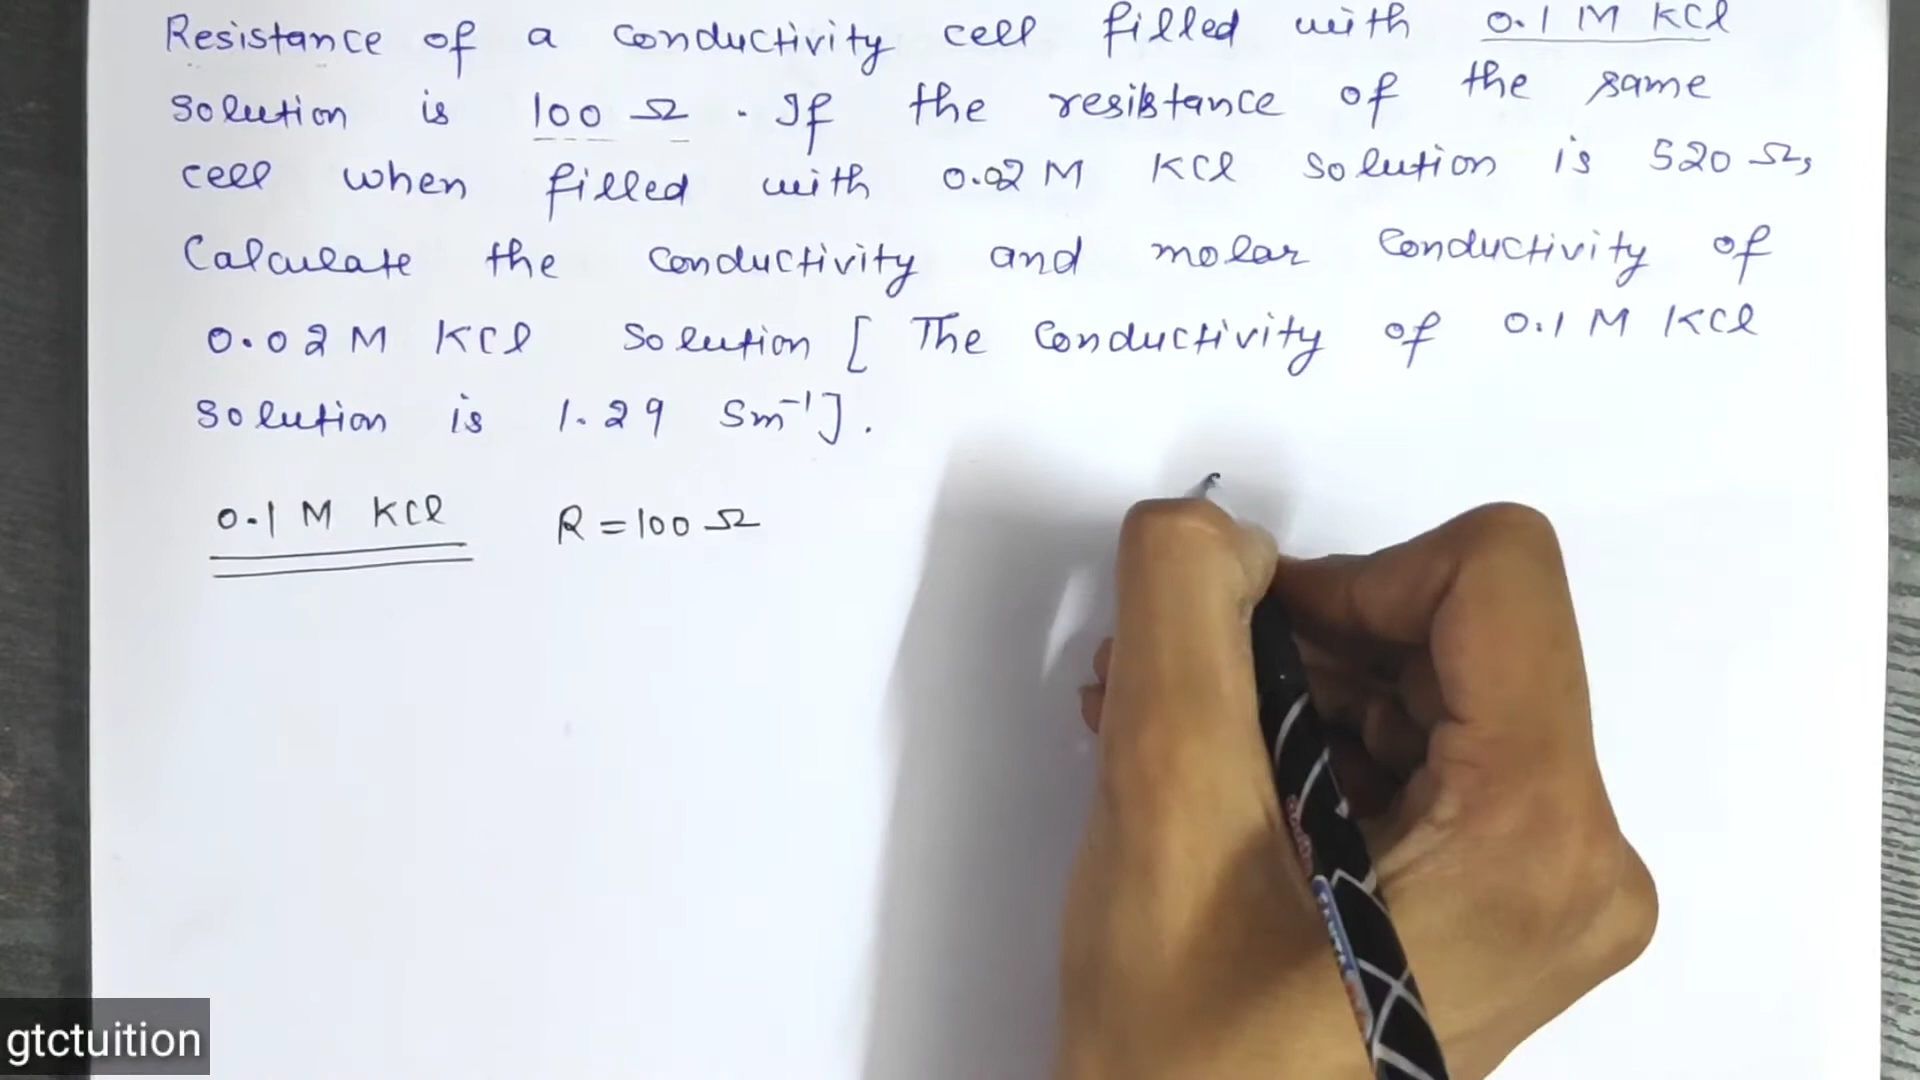 Resistance of a conductivity cell filled with 0.1 M KCl
solution is 100 Ω. If the resistance of the same
cell when filled with 0.02 M KCl solution is 520 Ω,
Calculate the conductivity and molar conductivity of
0.02 M KCl solution [ The conductivity of 0.1 M KCl
solution is 1.29 Sm⁻¹].
0.1 M KCl R = 100 Ω
gtctuition